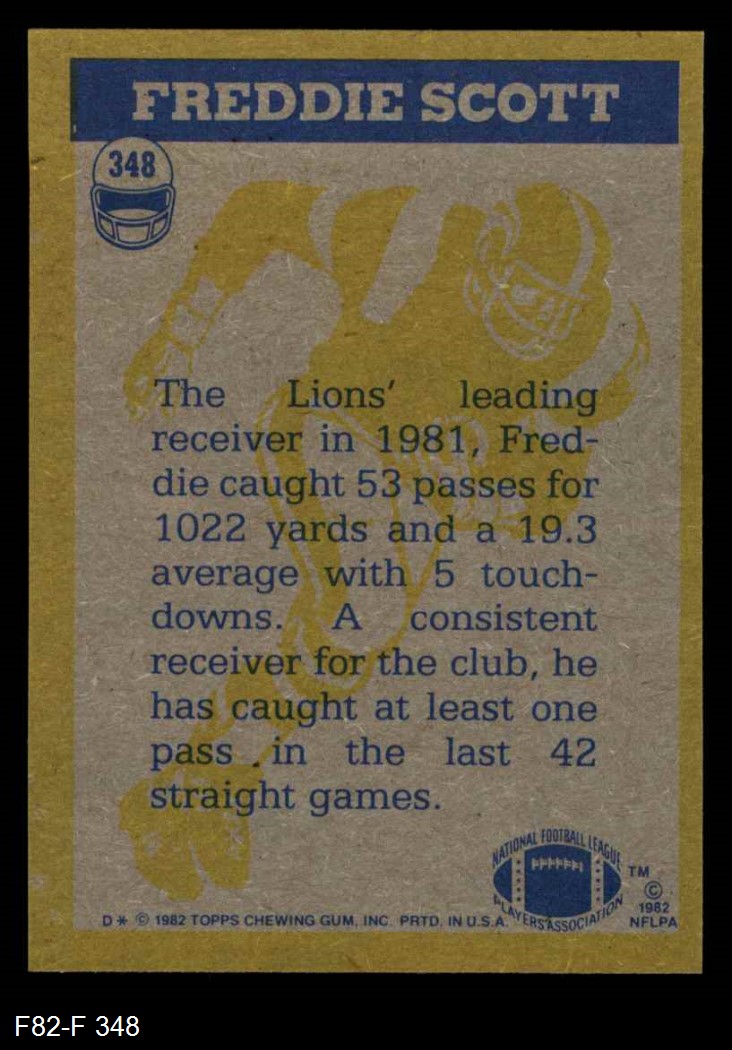 FREDDIE SCOTT
348
The Lions' leading
receiver in 1981, Fred-
die caught 53 passes for
1022 yards and a 19.3
average with 5 touch-
downs. A consistent
receiver for the club, he
has caught at least one
pass in the last 42
straight games.
NATIONAL FOOTBALL LEAGUE
PLAYERS ASSOCIATION
TM
©
1982
NFLPA
D * © 1982 TOPPS CHEWING GUM, INC. PRTD. IN U.S.A.
F82-F 348